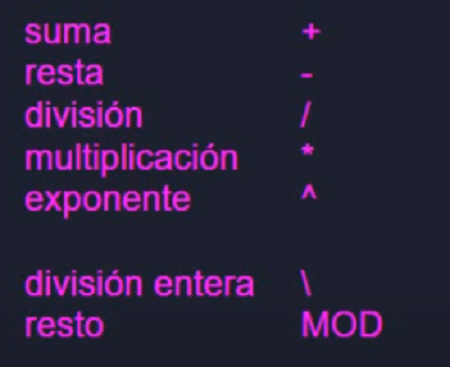 suma +
resta -
división /
multiplicación *
exponente ^
división entera \
resto MOD